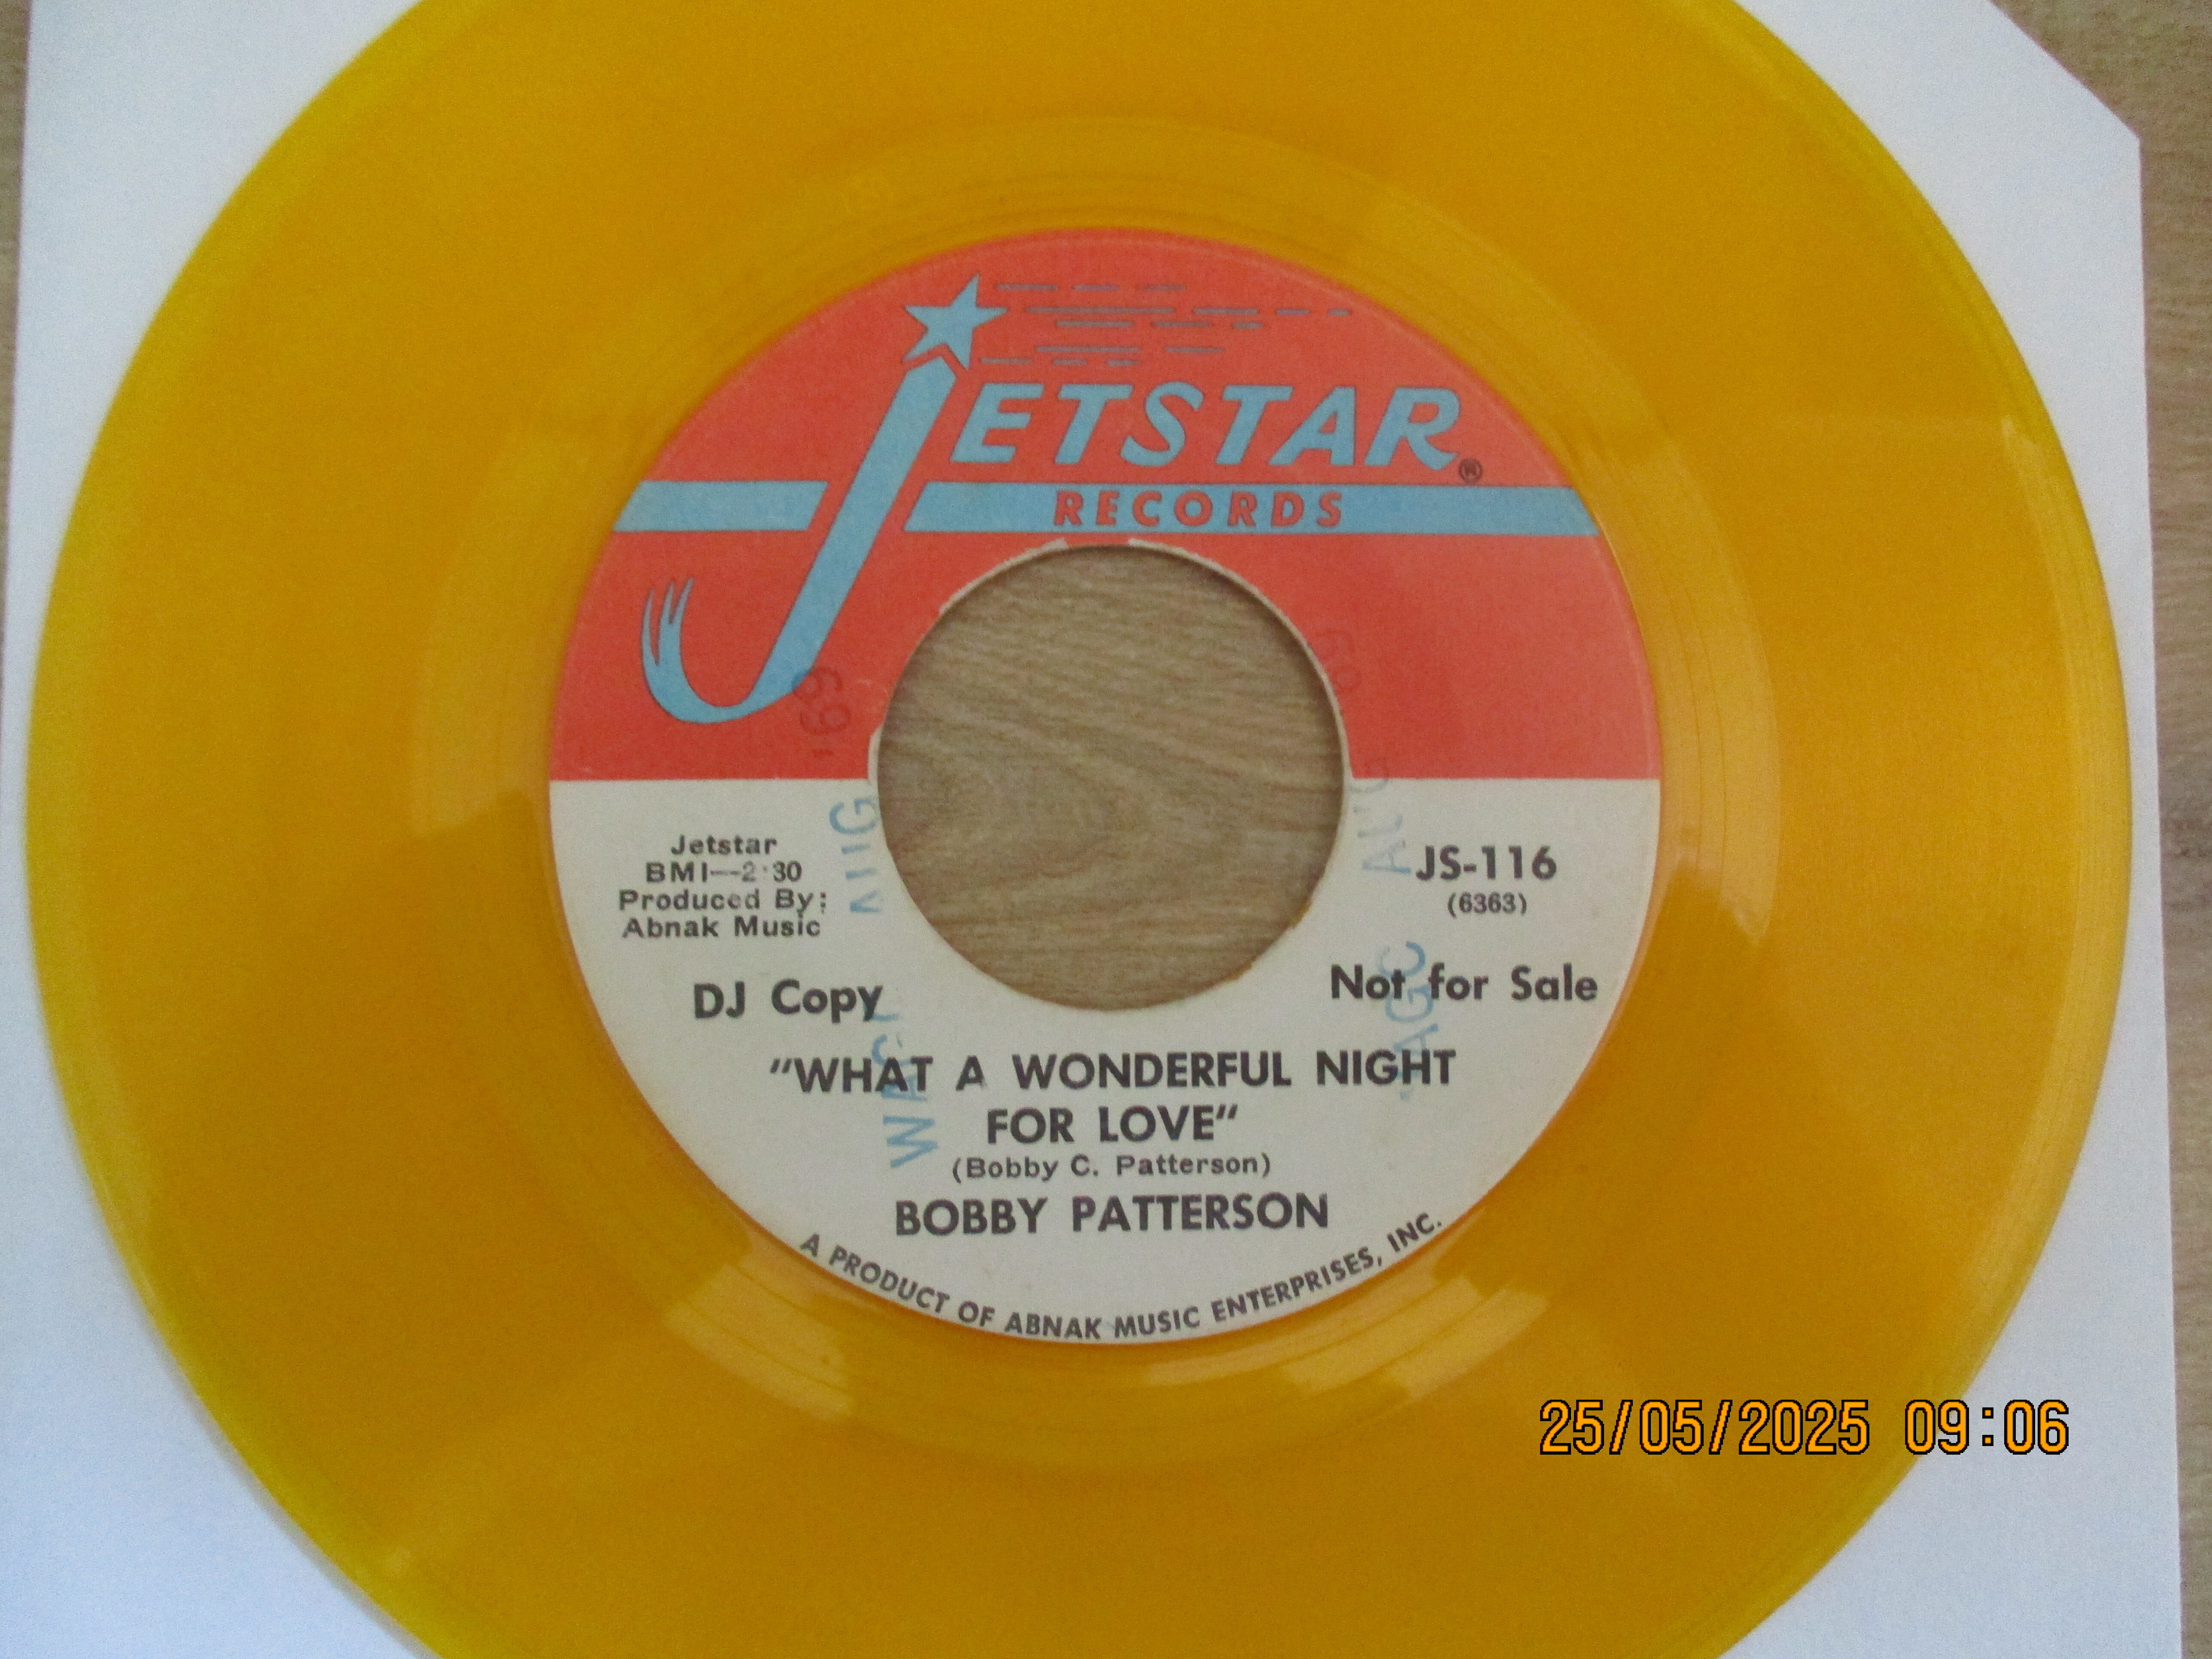 JETSTAR®
RECORDS
Jetstar
BMI—2:30
Produced By:
Abnak Music
JS-116
(6363)
DJ Copy
Not for Sale
"WHAT A WONDERFUL NIGHT
FOR LOVE"
(Bobby C. Patterson)
BOBBY PATTERSON
A PRODUCT OF ABNAK MUSIC ENTERPRISES, INC.
25/05/2025 09:06